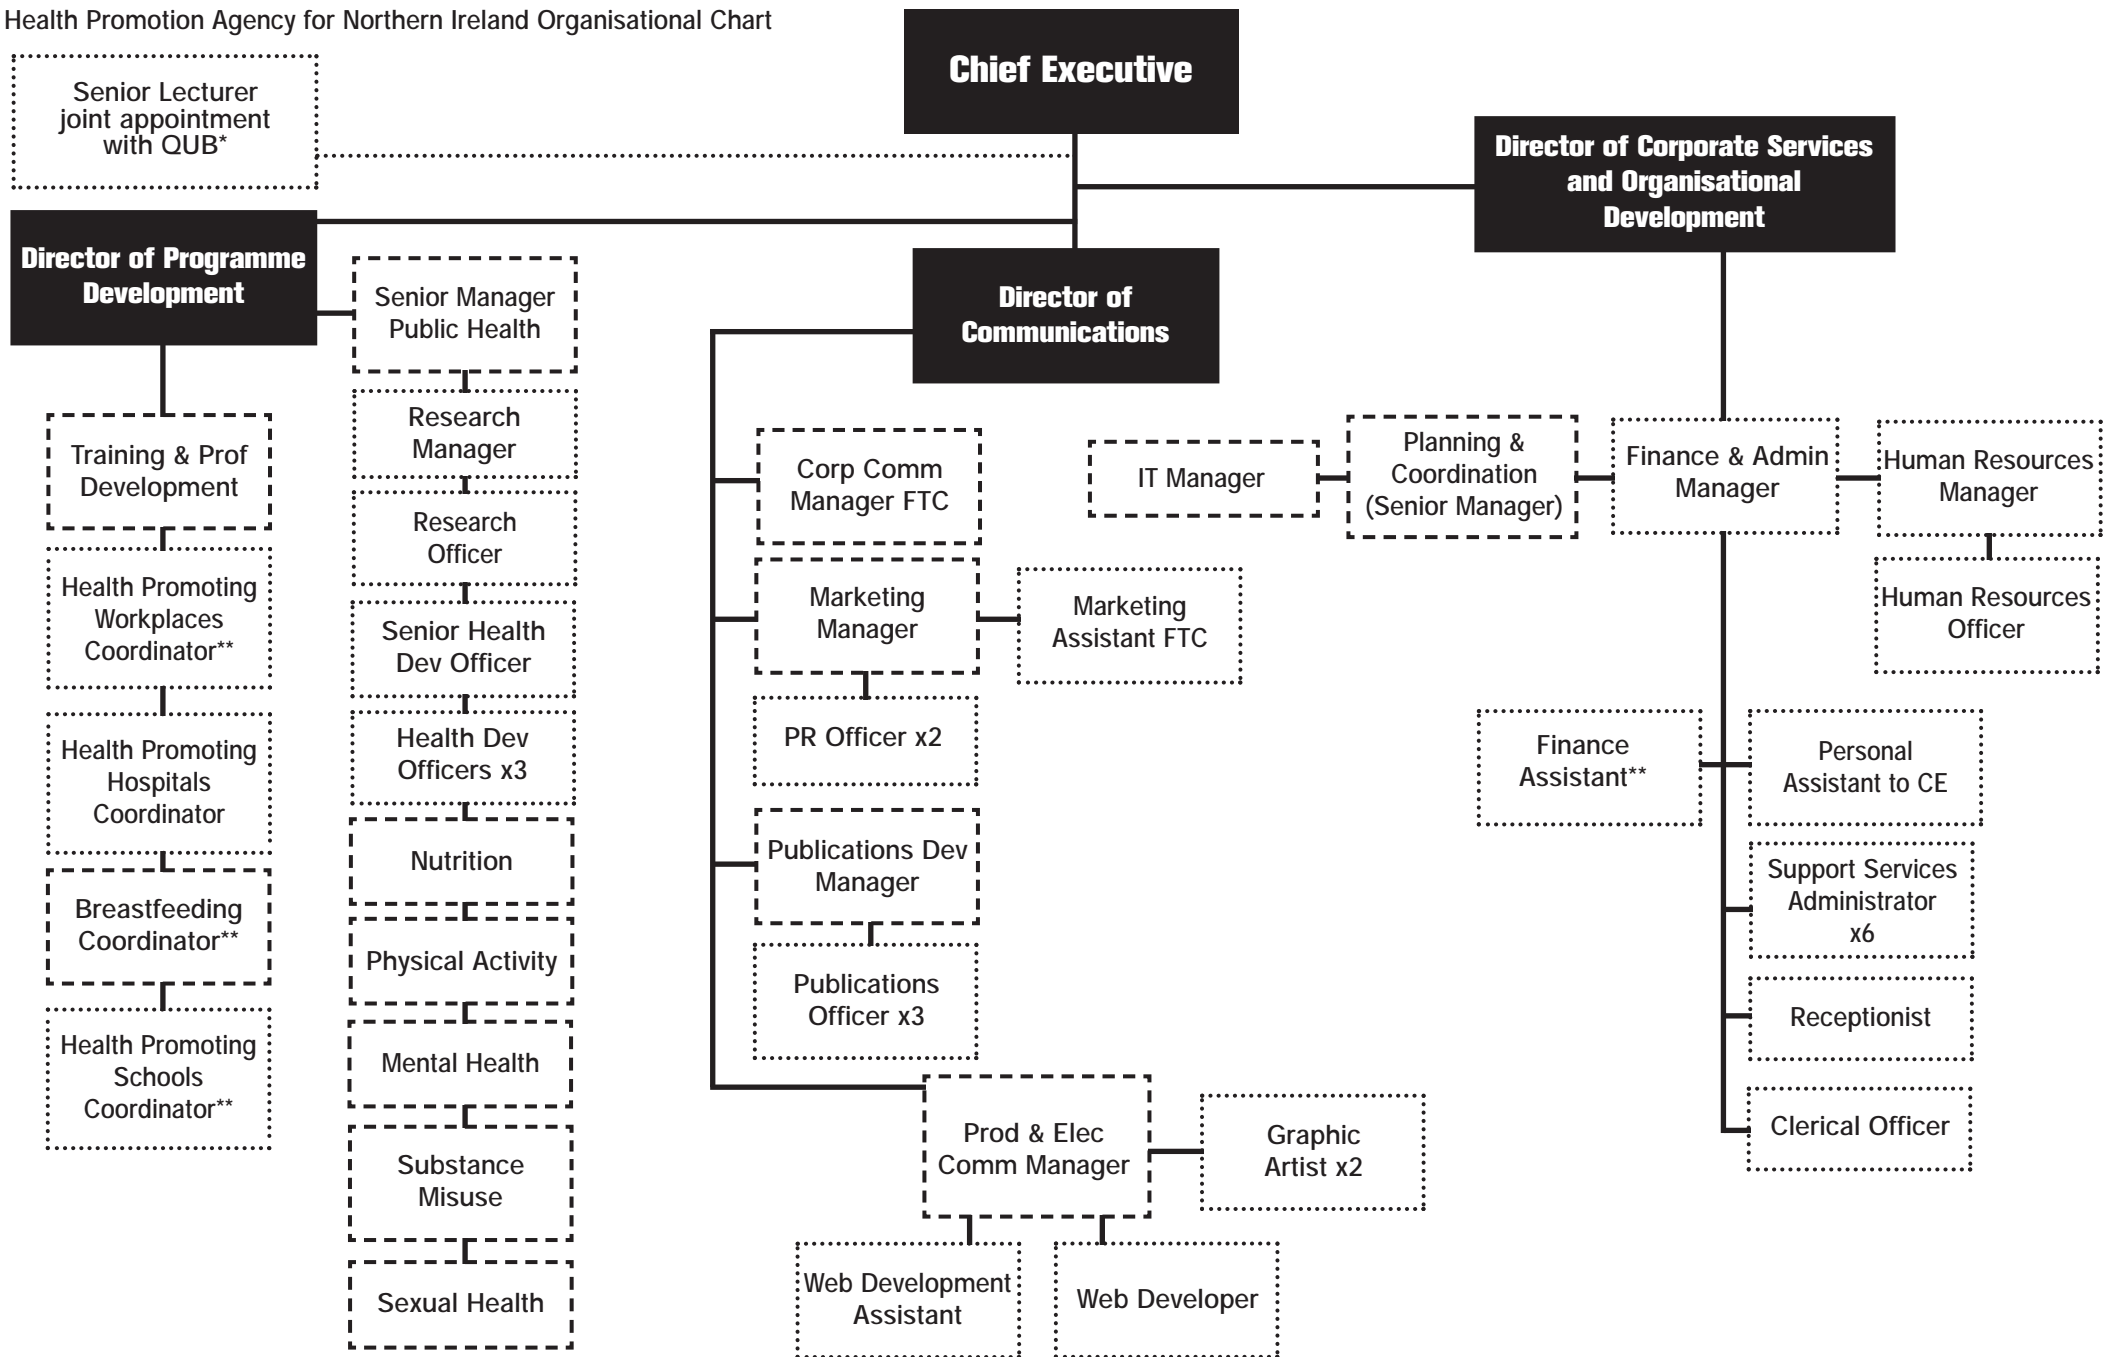 Health Promotion Agency for Northern Ireland Organisational Chart
Chief Executive
Senior Lecturer
joint appointment
with QUB*
Director of Corporate Services
and Organisational
Development
Director of Programme
Development
Senior Manager
Public Health
Director of
Communications
Training & Prof
Development
Health Promoting
Workplaces
Coordinator**
Health Promoting
Hospitals
Coordinator
Breastfeeding
Coordinator**
Health Promoting
Schools
Coordinator**
Research
Manager
Research
Officer
Senior Health
Dev Officer
Health Dev
Officers x3
Nutrition
Physical Activity
Mental Health
Substance
Misuse
Sexual Health
Corp Comm
Manager FTC
Marketing
Manager
Marketing
Assistant FTC
PR Officer x2
Publications Dev
Manager
Publications
Officer x3
Prod & Elec
Comm Manager
Graphic
Artist x2
Web Development
Assistant
Web Developer
IT Manager
Planning &
Coordination
(Senior Manager)
Finance & Admin
Manager
Human Resources
Manager
Human Resources
Officer
Finance
Assistant**
Personal
Assistant to CE
Support Services
Administrator
x6
Receptionist
Clerical Officer